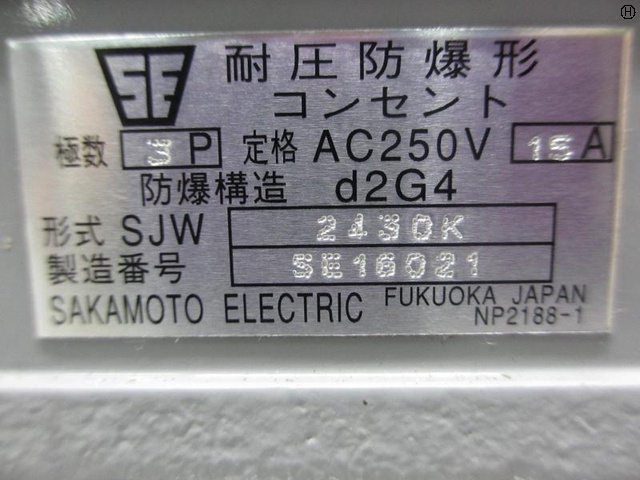 耐圧防爆形
コンセント
極数 3P 定格 AC250V 15A
防爆構造 d2G4
形式 SJW 2430K
製造番号 SE16021
SAKAMOTO ELECTRIC FUKUOKA JAPAN
NP2188-1
H